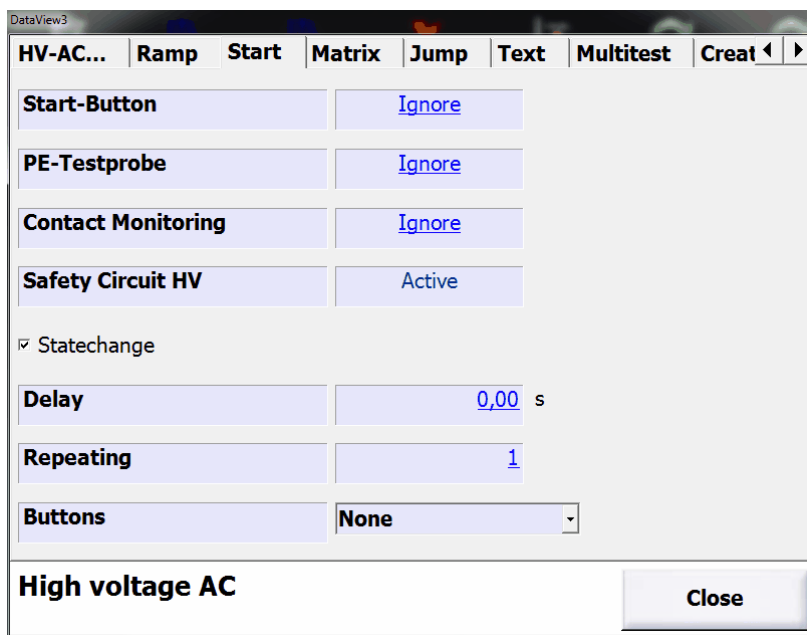 DataView3
HV-AC... Ramp Start Matrix Jump Text Multitest Creat
Start-Button Ignore
PE-Testprobe Ignore
Contact Monitoring Ignore
Safety Circuit HV Active
Statechange
Delay 0,00 s
Repeating 1
Buttons None
High voltage AC
Close